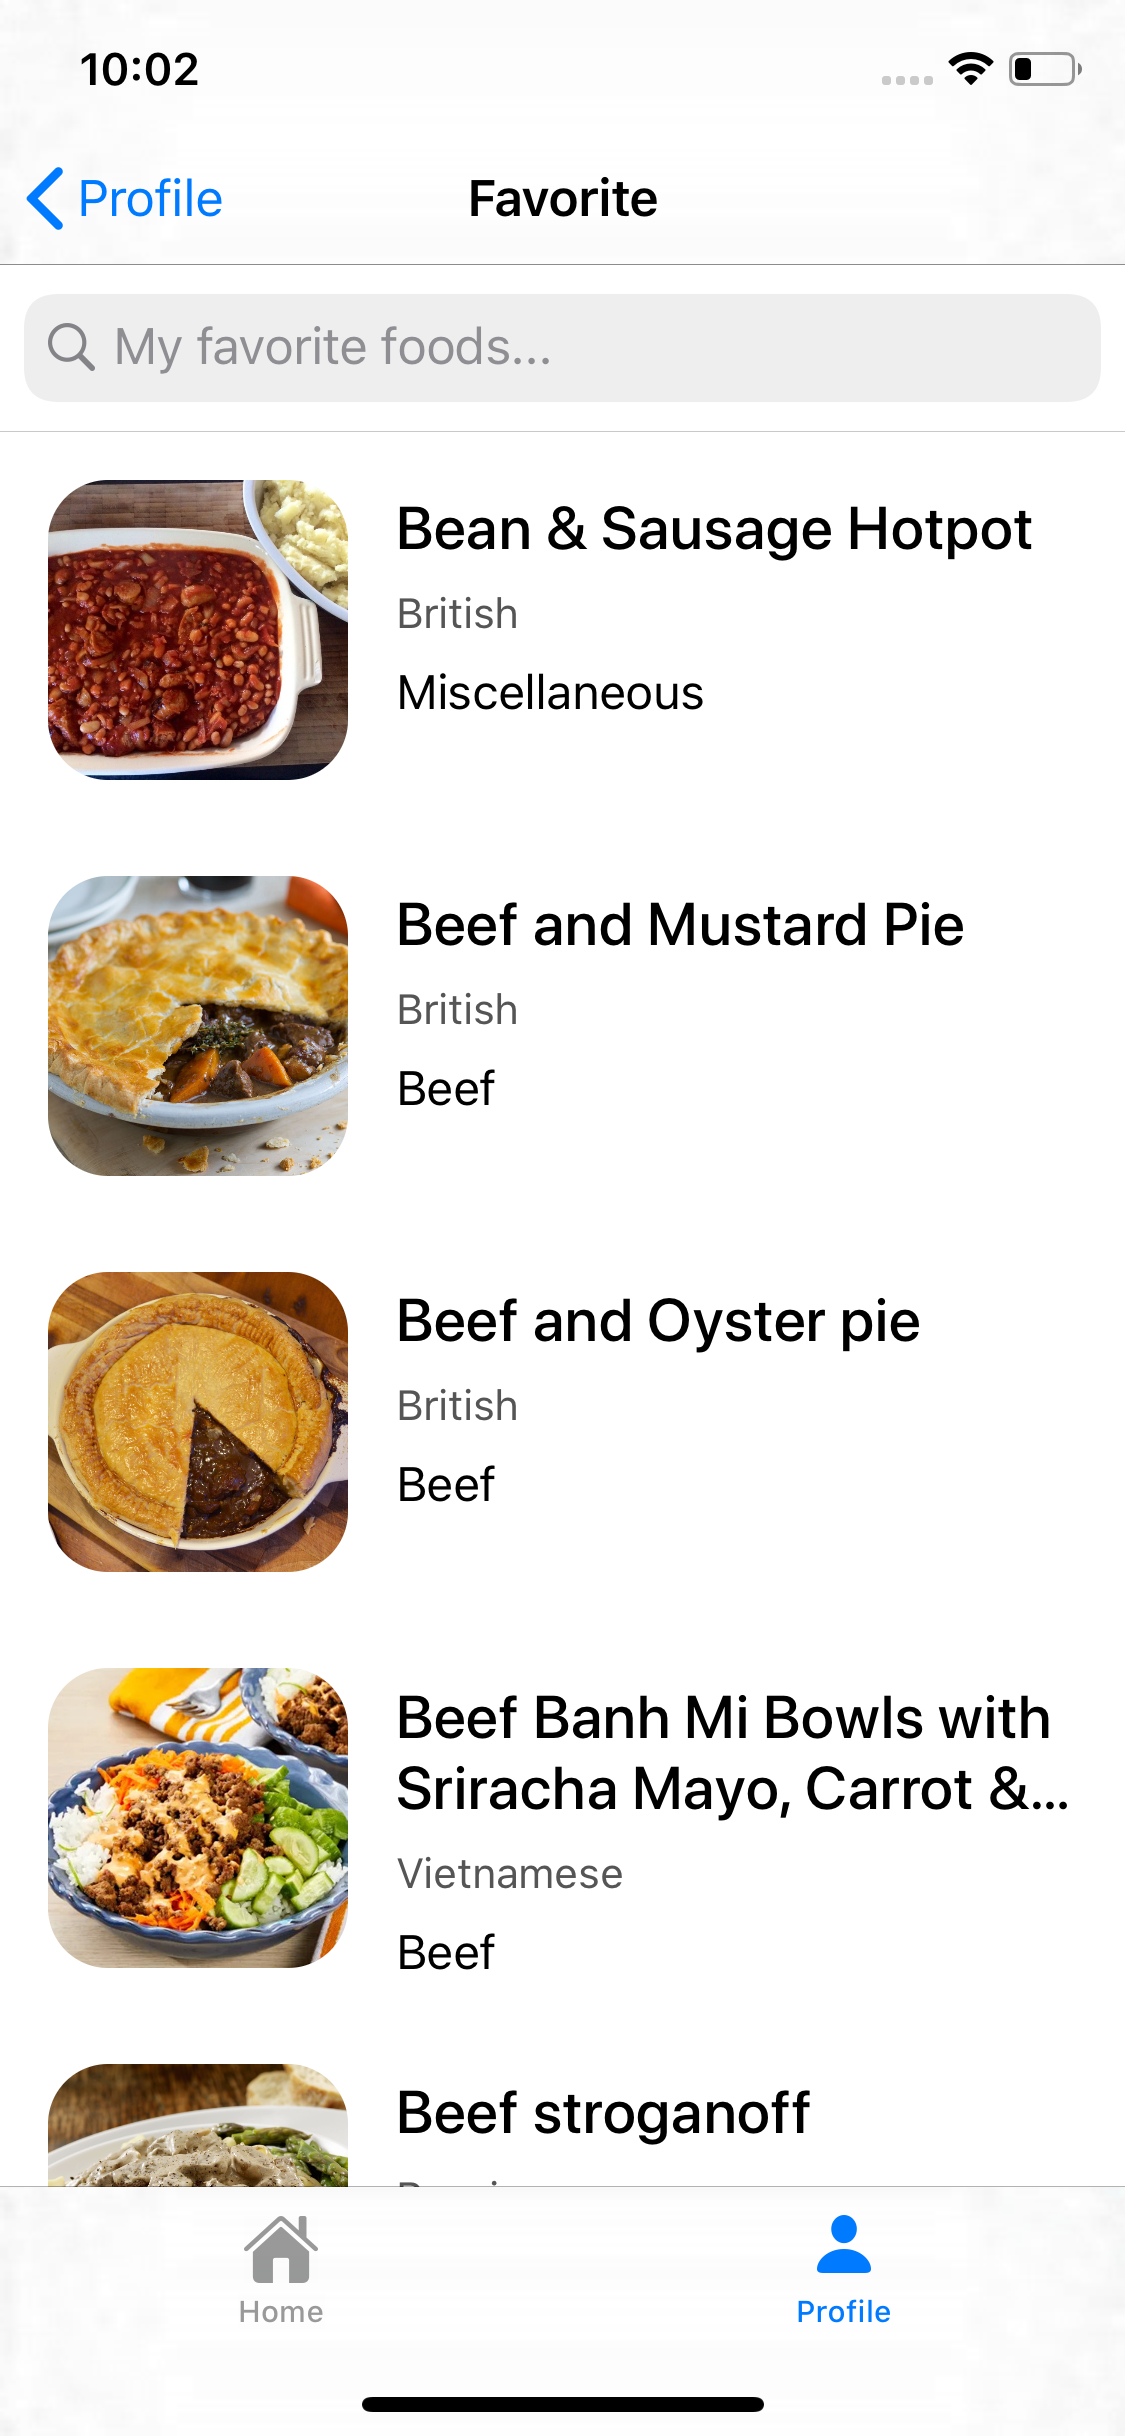 10:02
Profile
Favorite
My favorite foods...
Bean & Sausage Hotpot
British
Miscellaneous
Beef and Mustard Pie
British
Beef
Beef and Oyster pie
British
Beef
Beef Banh Mi Bowls with
Sriracha Mayo, Carrot &...
Vietnamese
Beef
Beef stroganoff
Home
Profile